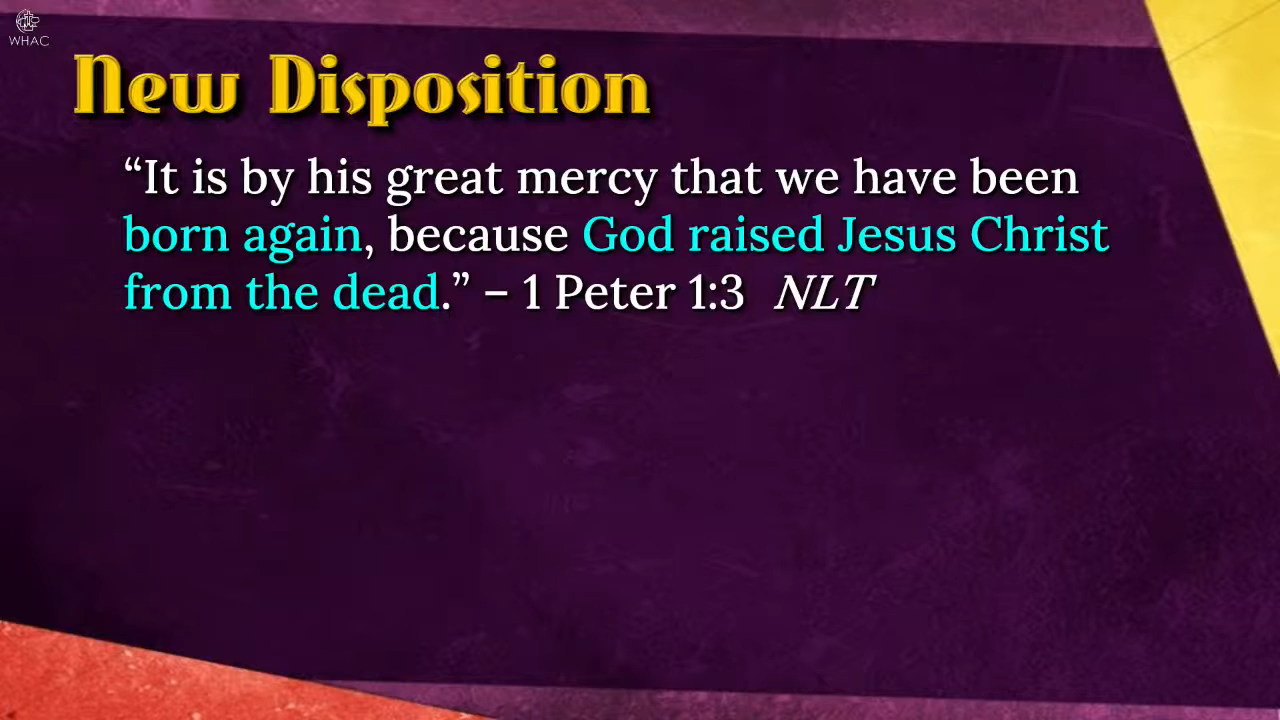 WHAC
New Disposition
“It is by his great mercy that we have been
born again, because God raised Jesus Christ
from the dead.” – 1 Peter 1:3 NLT